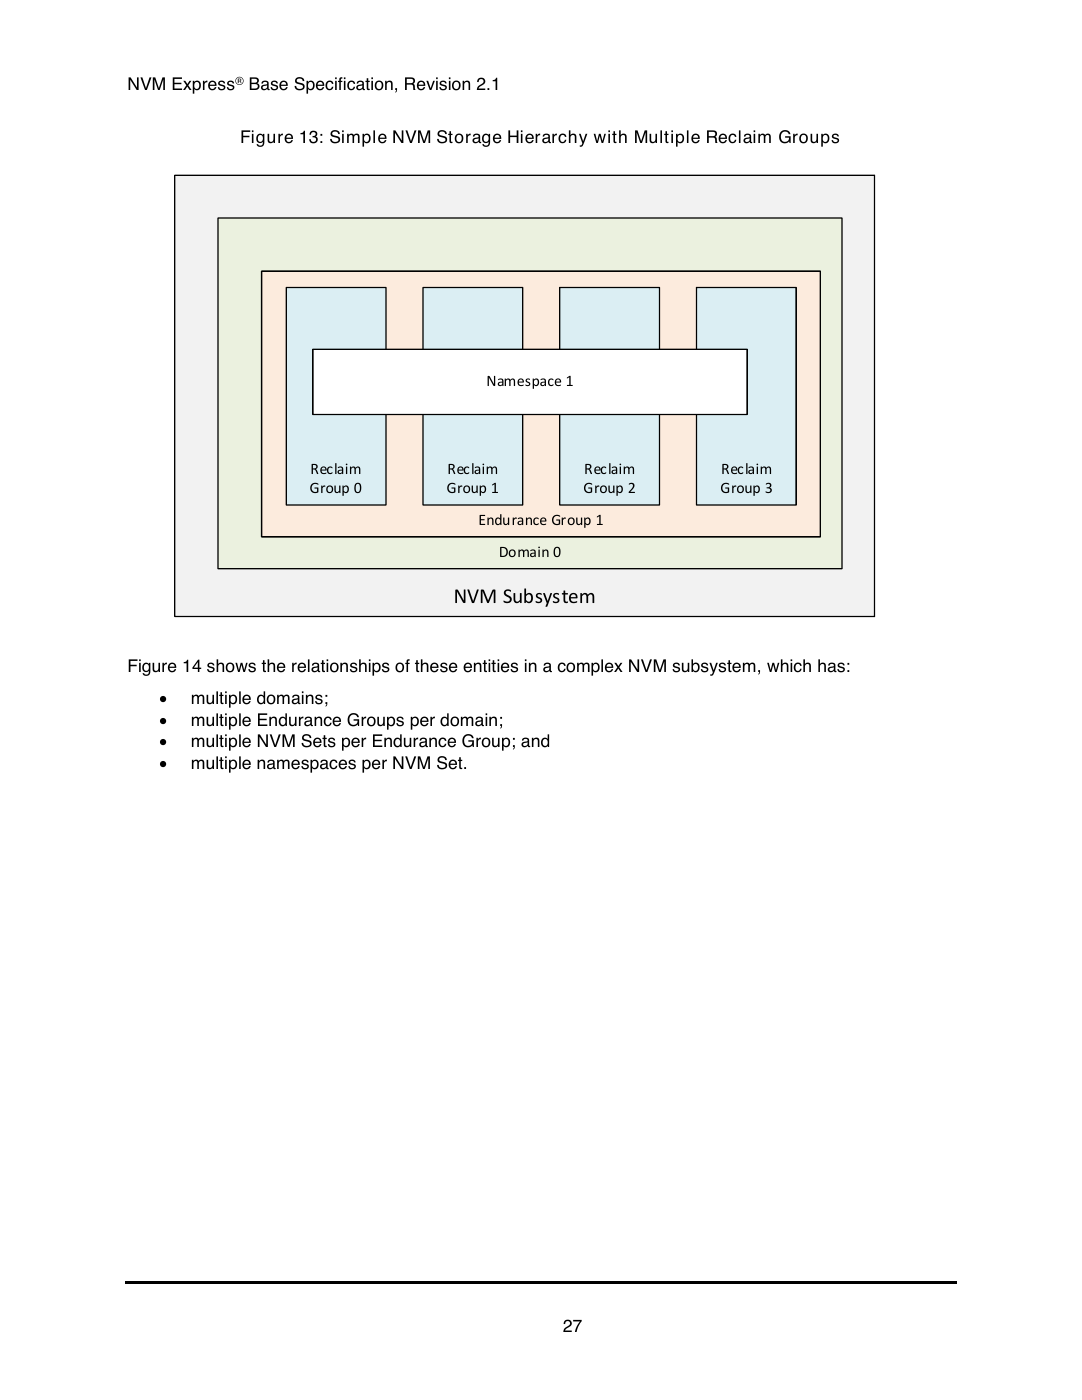 NVM Express® Base Specification, Revision 2.1
Figure 13: Simple NVM Storage Hierarchy with Multiple Reclaim Groups
Namespace 1
Reclaim
Group 0
Reclaim
Group 1
Reclaim
Group 2
Reclaim
Group 3
Endurance Group 1
Domain 0
NVM Subsystem
Figure 14 shows the relationships of these entities in a complex NVM subsystem, which has:
• multiple domains;
• multiple Endurance Groups per domain;
• multiple NVM Sets per Endurance Group; and
• multiple namespaces per NVM Set.
27